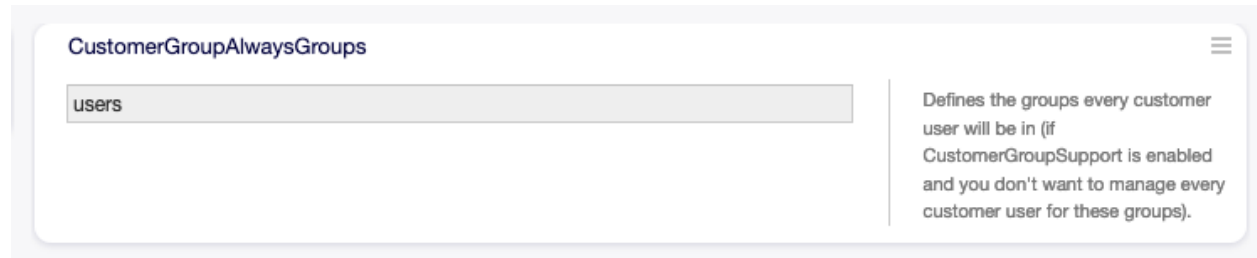 CustomerGroupAlwaysGroups
users
Defines the groups every customer
user will be in (if
CustomerGroupSupport is enabled
and you don't want to manage every
customer user for these groups).